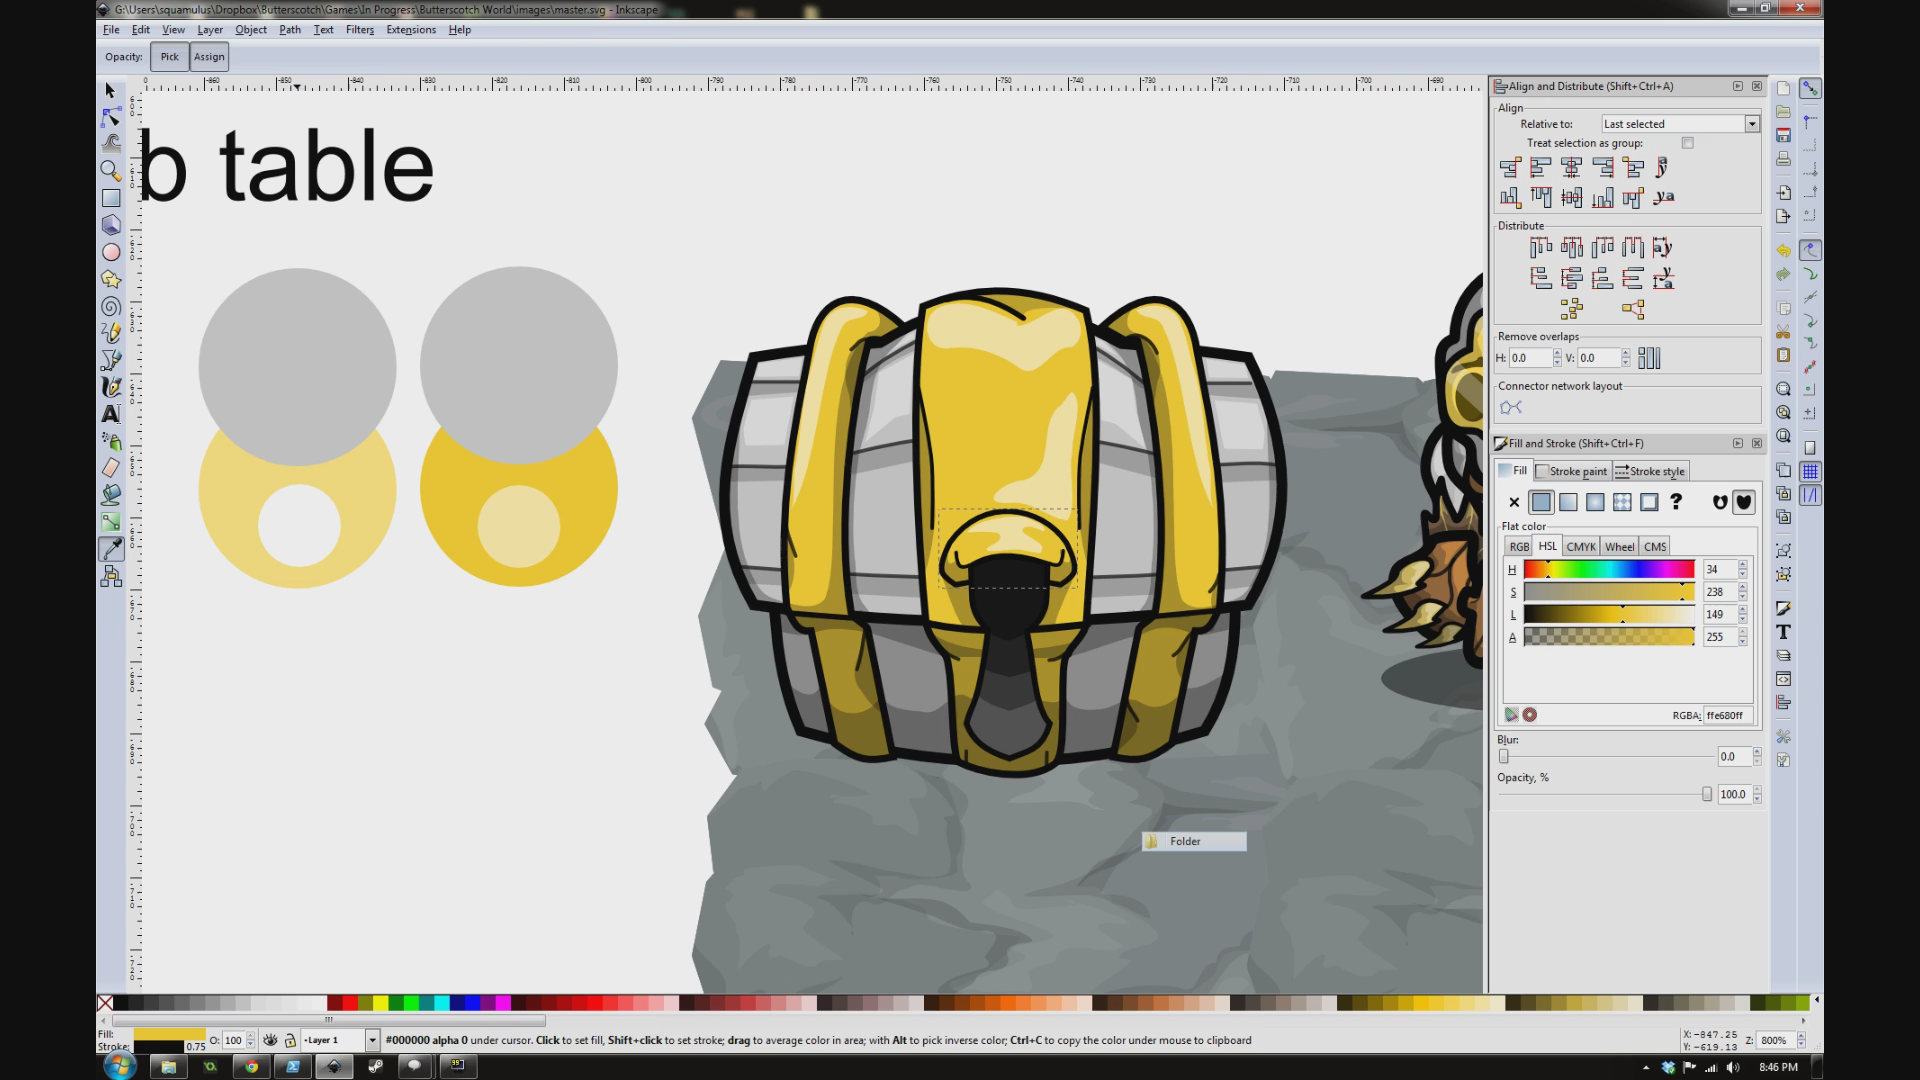 G:\Users\squamulus\Dropbox\Butterscotch\Games\In Progress\Butterscotch World\images\master.svg - Inkscape
File Edit View Layer Object Path Text Filters Extensions Help
Opacity: Pick Assign
b table
Folder
Align and Distribute (Shift+Ctrl+A)
Align
Relative to: Last selected
Treat selection as group:
Distribute
Remove overlaps
H: 0.0 V: 0.0
Connector network layout
Fill and Stroke (Shift+Ctrl+F)
Fill Stroke paint Stroke style
Flat color
RGB HSL CMYK Wheel CMS
H 34
S 238
L 149
A 255
RGBA: ffe680ff
Blur:
0.0
Opacity, %
100.0
Fill:
Stroke: 0.75
O: 100
Layer 1
#000000 alpha 0 under cursor. Click to set fill, Shift+click to set stroke; drag to average color in area; with Alt to pick inverse color; Ctrl+C to copy the color under mouse to clipboard
X: -847.25
Y: -619.13
Z: 800%
8:46 PM